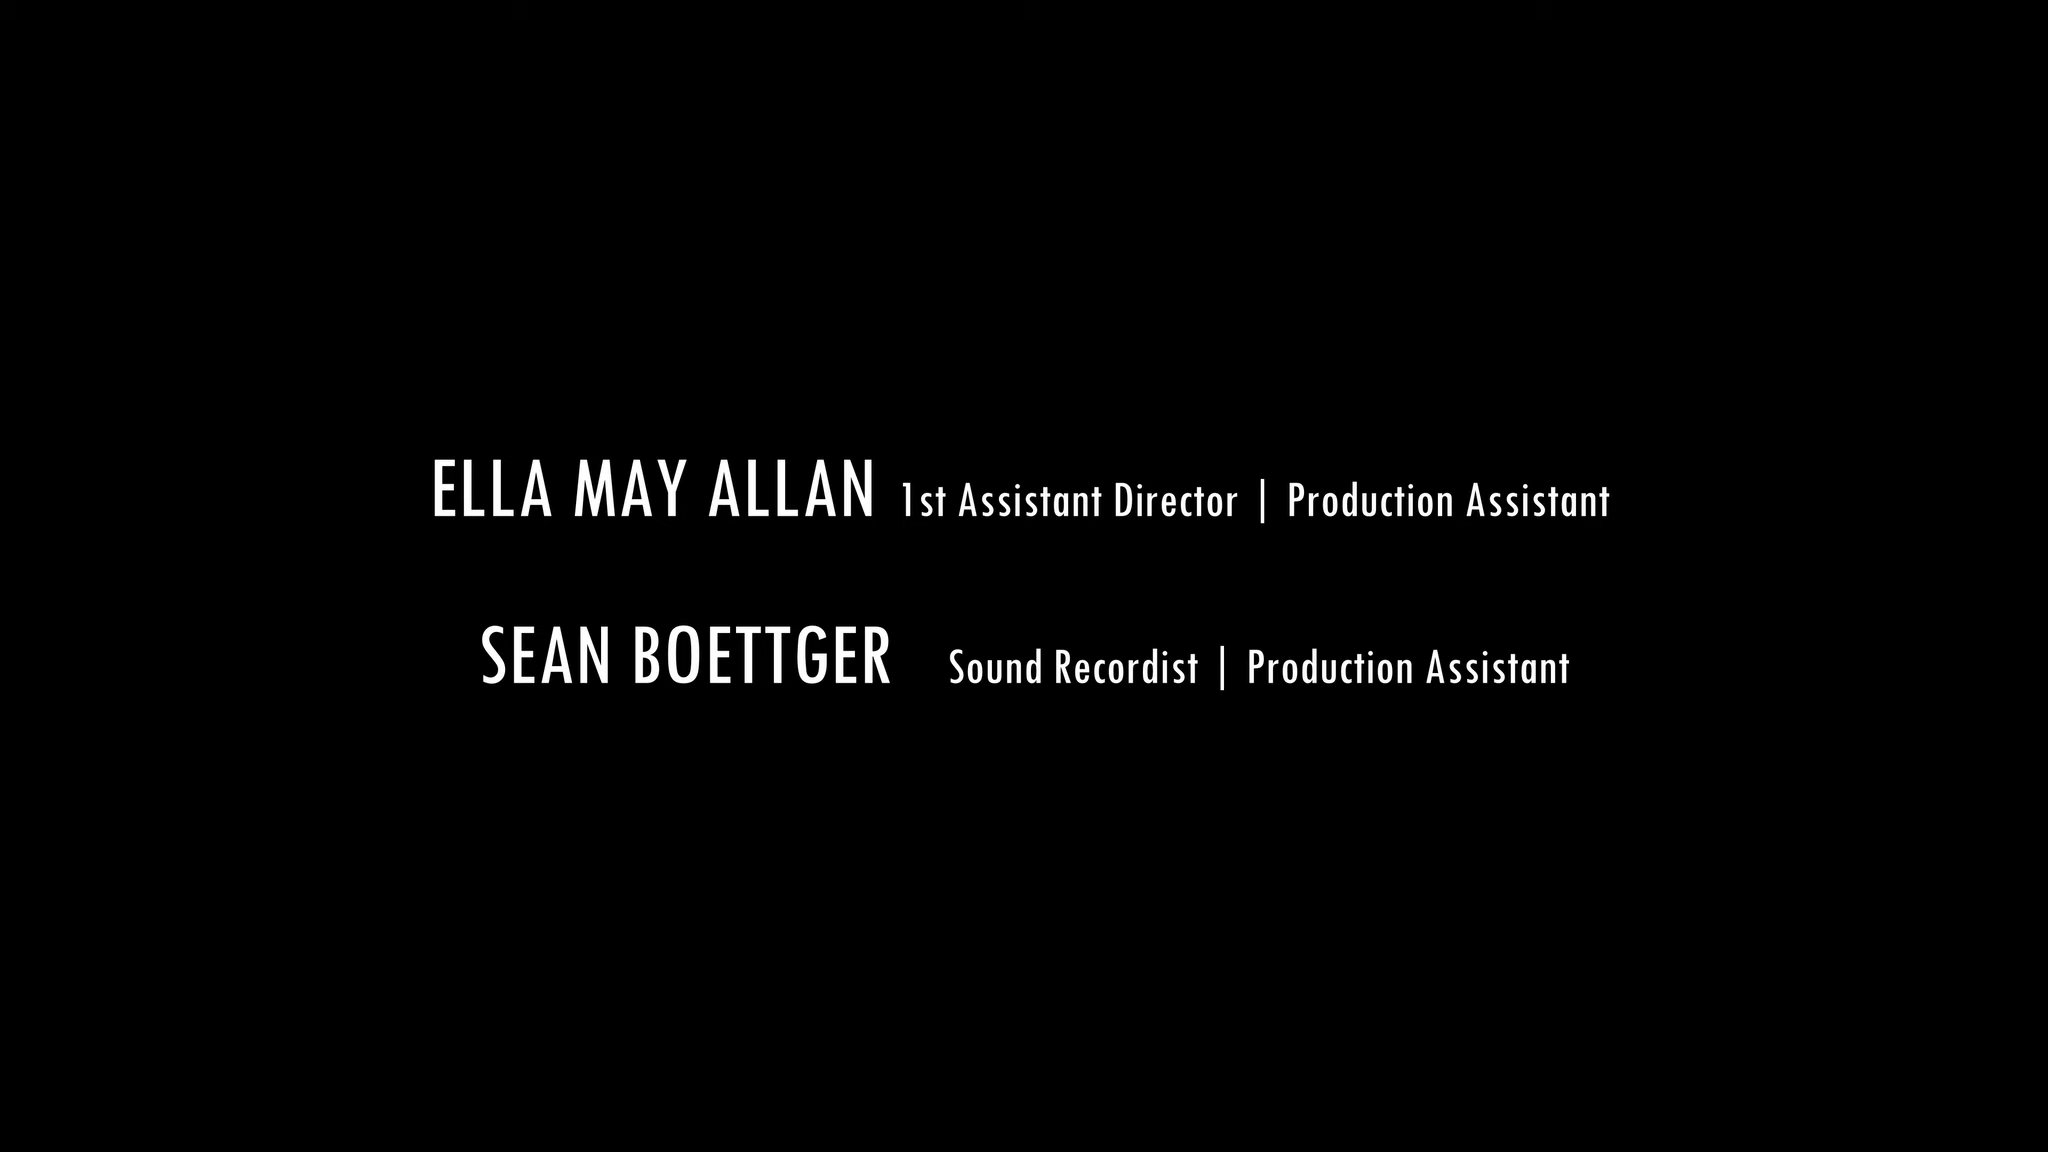 ELLA MAY ALLAN 1st Assistant Director | Production Assistant
SEAN BOETTGER Sound Recordist | Production Assistant